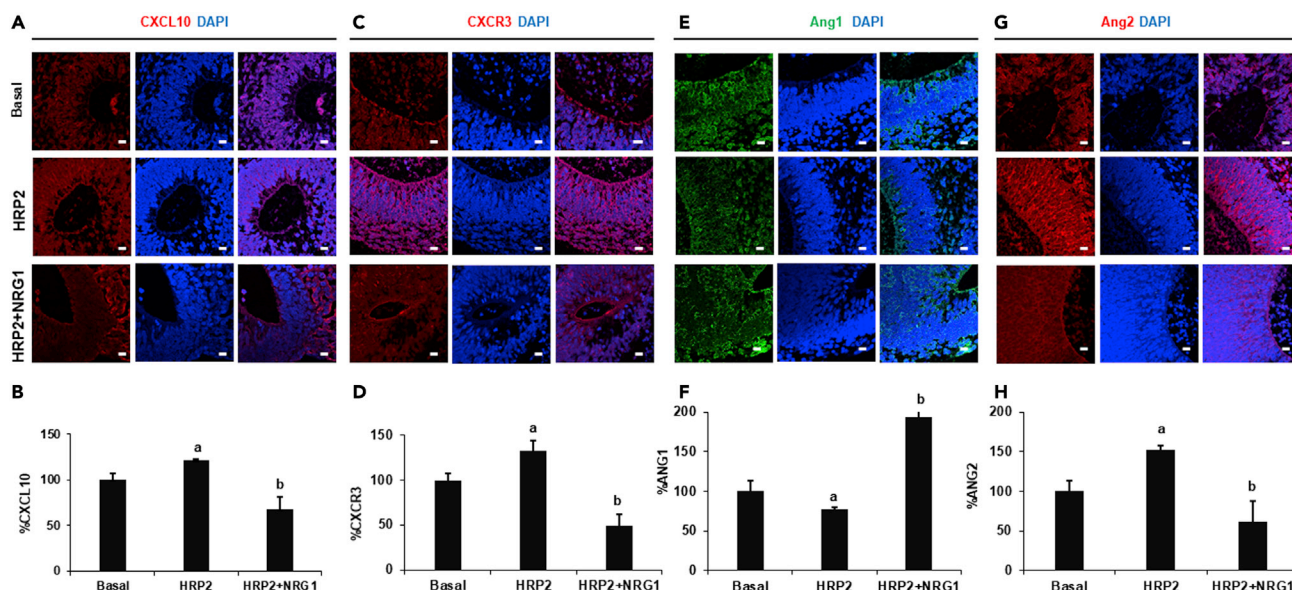 A
CXCL10 DAPI
C
CXCR3 DAPI
E
Ang1 DAPI
G
Ang2 DAPI
Basal
HRP2
HRP2+NRG1
B
%CXCL10
150
100
50
0
a
b
Basal HRP2 HRP2+NRG1
D
%CXCR3
150
100
50
0
a
b
Basal HRP2 HRP2+NRG1
F
%ANG1
200
150
100
50
0
a
b
Basal HRP2 HRP2+NRG1
H
%ANG2
200
150
100
50
0
a
b
Basal HRP2 HRP2+NRG1